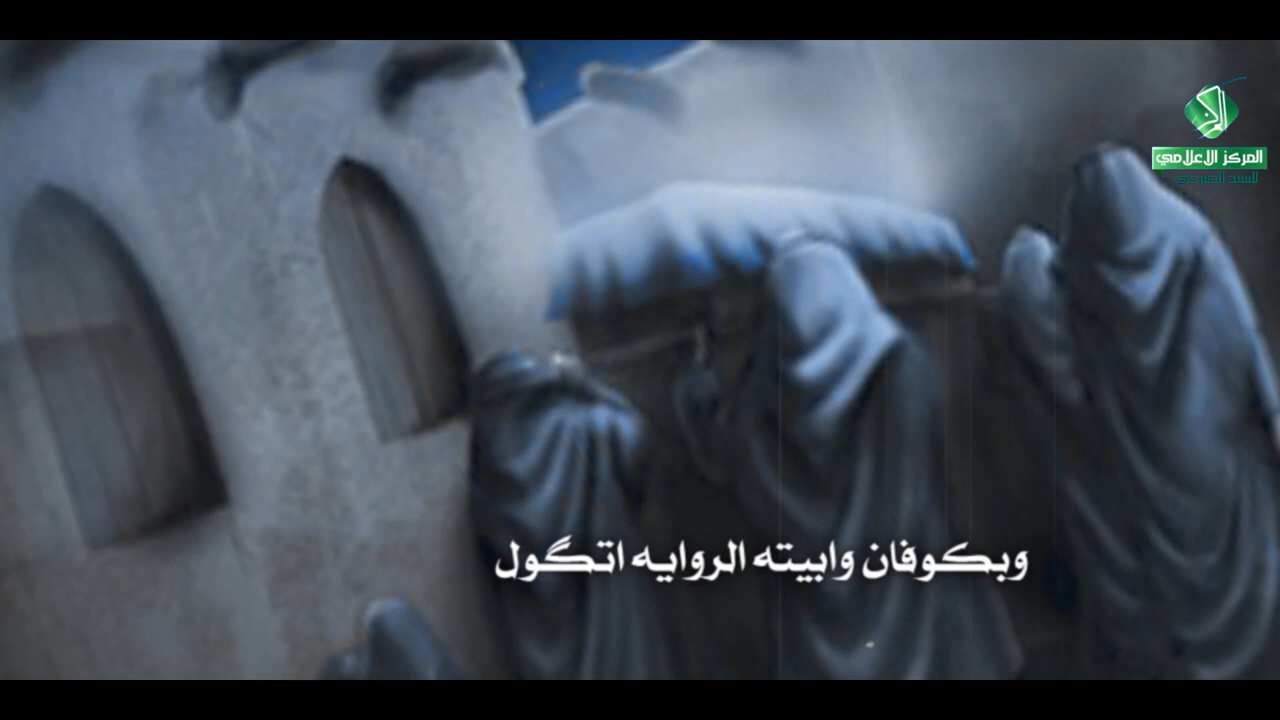 المركز الاعلامي
وبكوفان وابيته الروايه اتگول